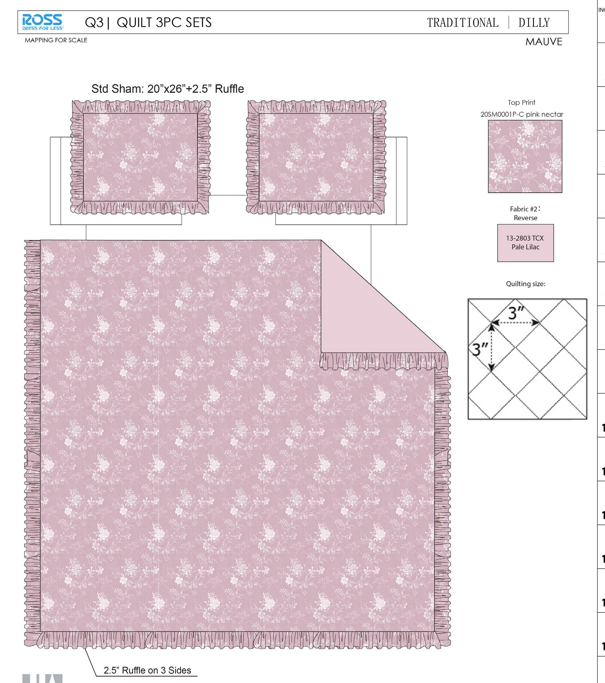 ROSS
DRESS FOR LESS
Q3| QUILT 3PC SETS
TRADITIONAL | DILLY
MAPPING FOR SCALE
MAUVE
Std Sham: 20"x26"+2.5" Ruffle
Top Print
20SM0001P-C pink nectar
Fabric #2:
Reverse
13-2803 TCX
Pale Lilac
Quilting size:
3"
3"
2.5" Ruffle on 3 Sides